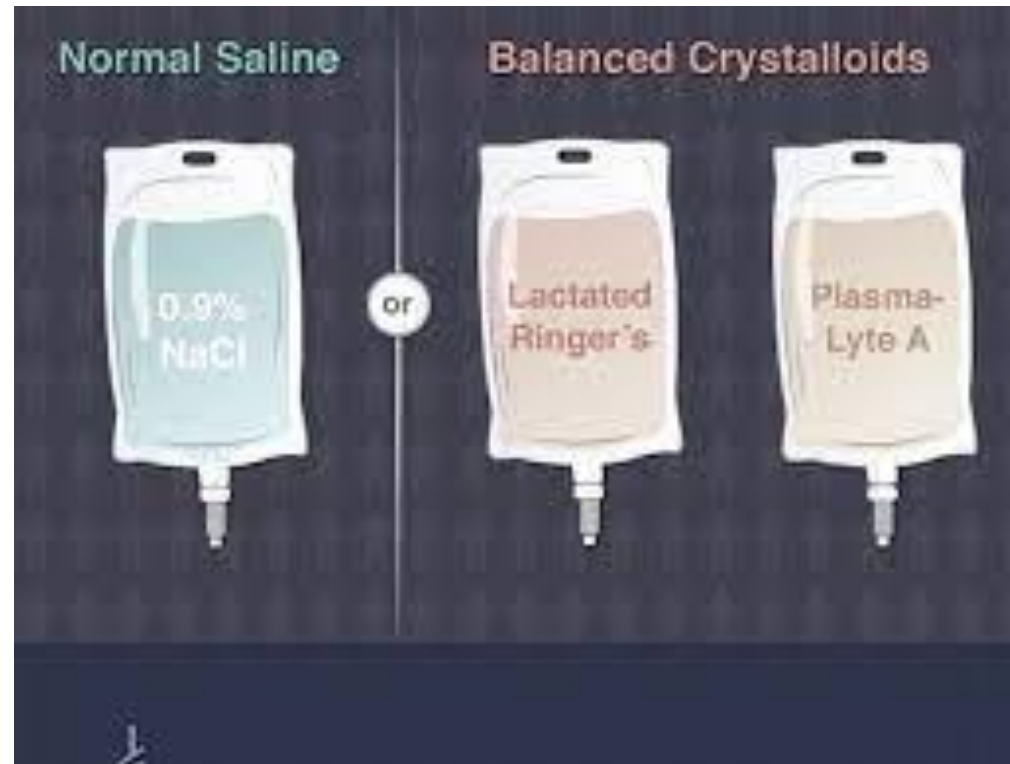 Normal Saline
Balanced Crystalloids
0.9%
NaCl
or
Lactated
Ringer's
Plasma-
Lyte A